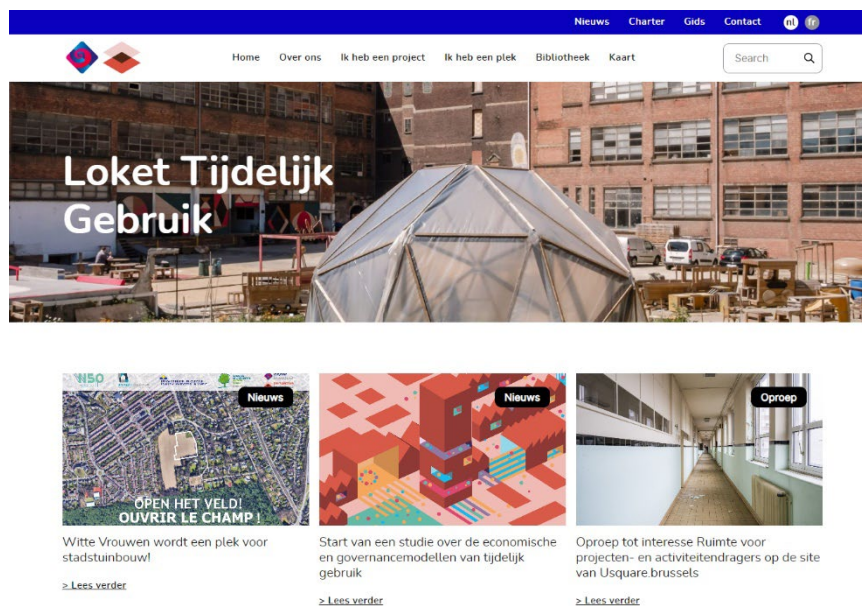 Nieuws Charter Gids Contact nl fr
Home Over ons Ik heb een project Ik heb een plek Bibliotheek Kaart Search
Loket Tijdelijk
Gebruik
Nieuws
OPEN HET VELD!
OUVRIR LE CHAMP !
Witte Vrouwen wordt een plek voor
stadstuinbouw!
> Lees verder
Nieuws
Start van een studie over de economische
en governancemodellen van tijdelijk
gebruik
> Lees verder
Oproep
Oproep tot interesse Ruimte voor
projecten- en activiteitendragers op de site
van Usquare.brussels
> Lees verder